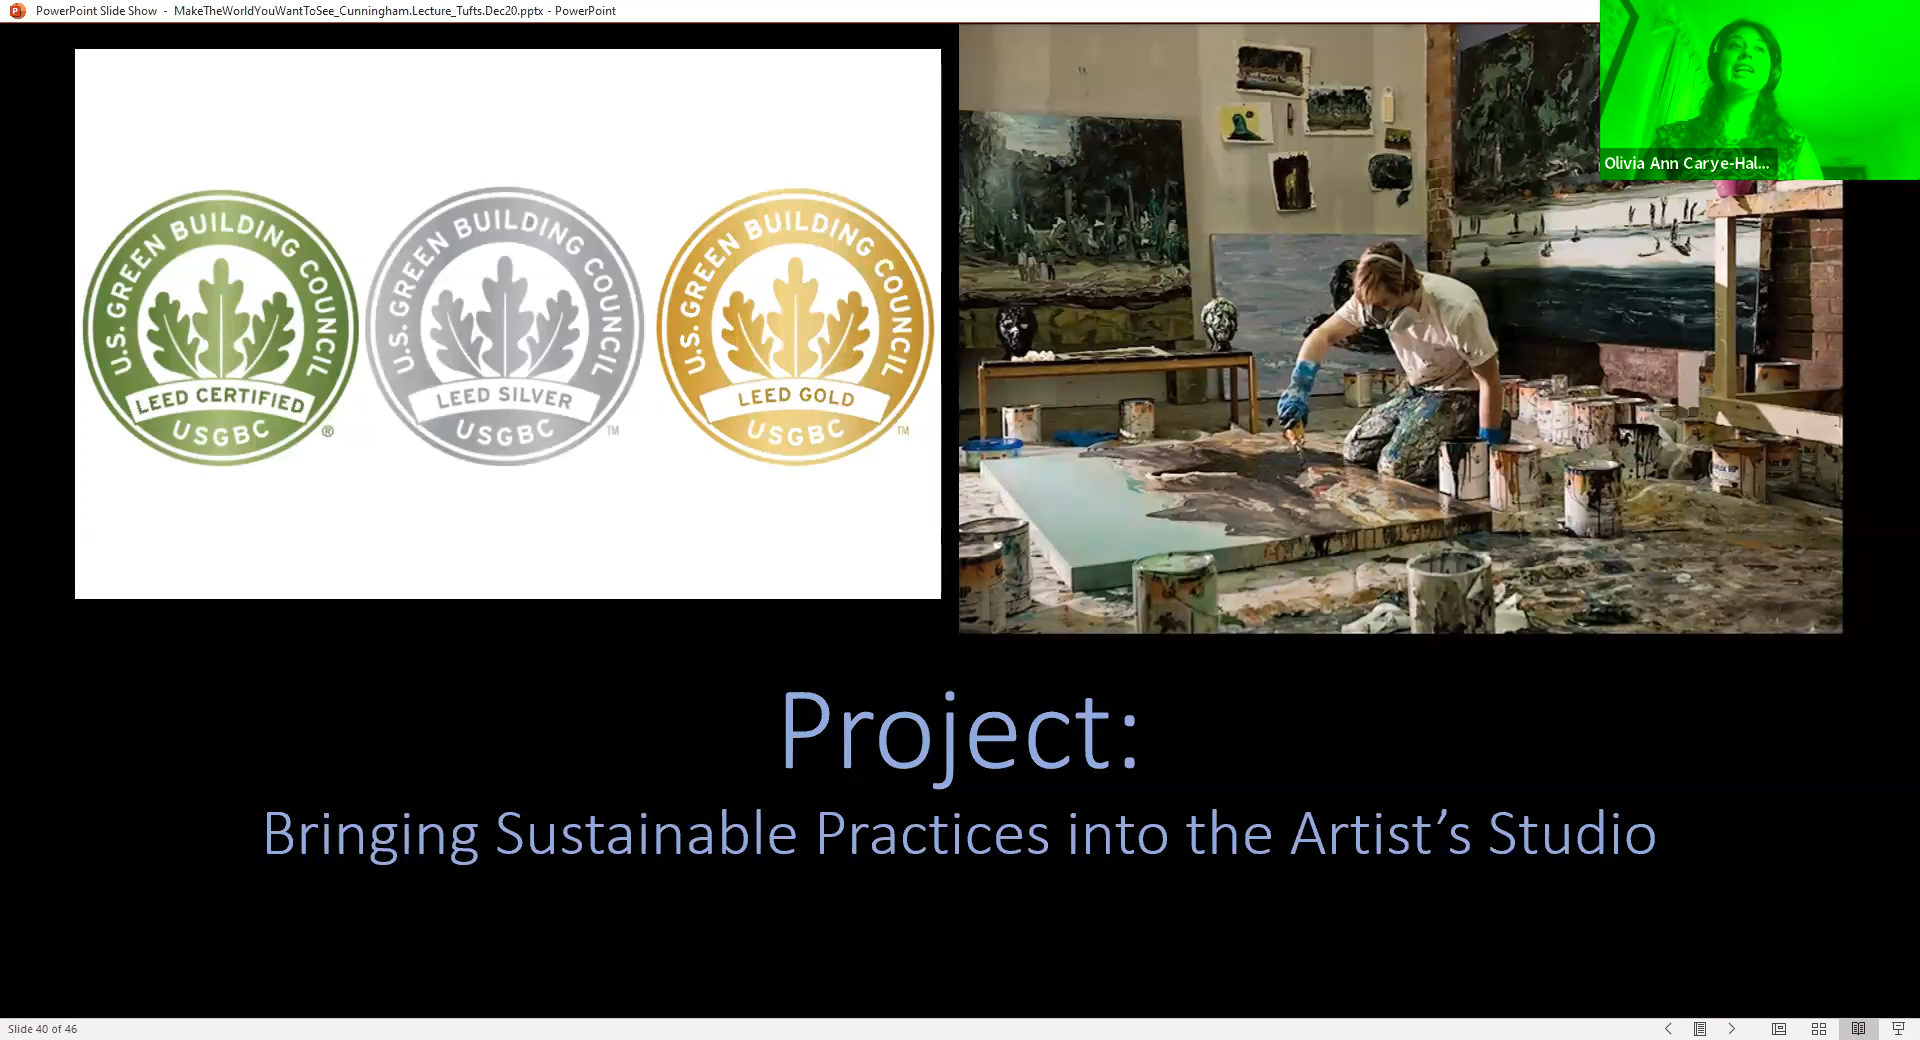 PowerPoint Slide Show - MakeTheWorldYouWantToSee_Cunningham.Lecture_Tufts.Dec20.pptx - PowerPoint
Olivia Ann Carye-Hal...
U.S. GREEN BUILDING COUNCIL
LEED CERTIFIED
USGBC
®
U.S. GREEN BUILDING COUNCIL
LEED SILVER
USGBC
TM
U.S. GREEN BUILDING COUNCIL
LEED GOLD
USGBC
TM
Project:
Bringing Sustainable Practices into the Artist’s Studio
Slide 40 of 46